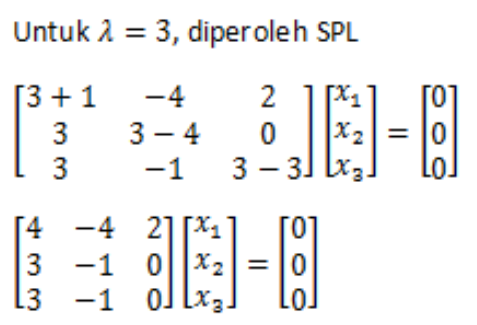 Untuk λ = 3, diperoleh SPL
[3 + 1 −4 2] [x₁] = [0]
[3 3 − 4 0] [x₂] = [0]
[3 −1 3 − 3] [x₃] = [0]
[4 −4 2] [x₁] = [0]
[3 −1 0] [x₂] = [0]
[3 −1 0] [x₃] = [0]